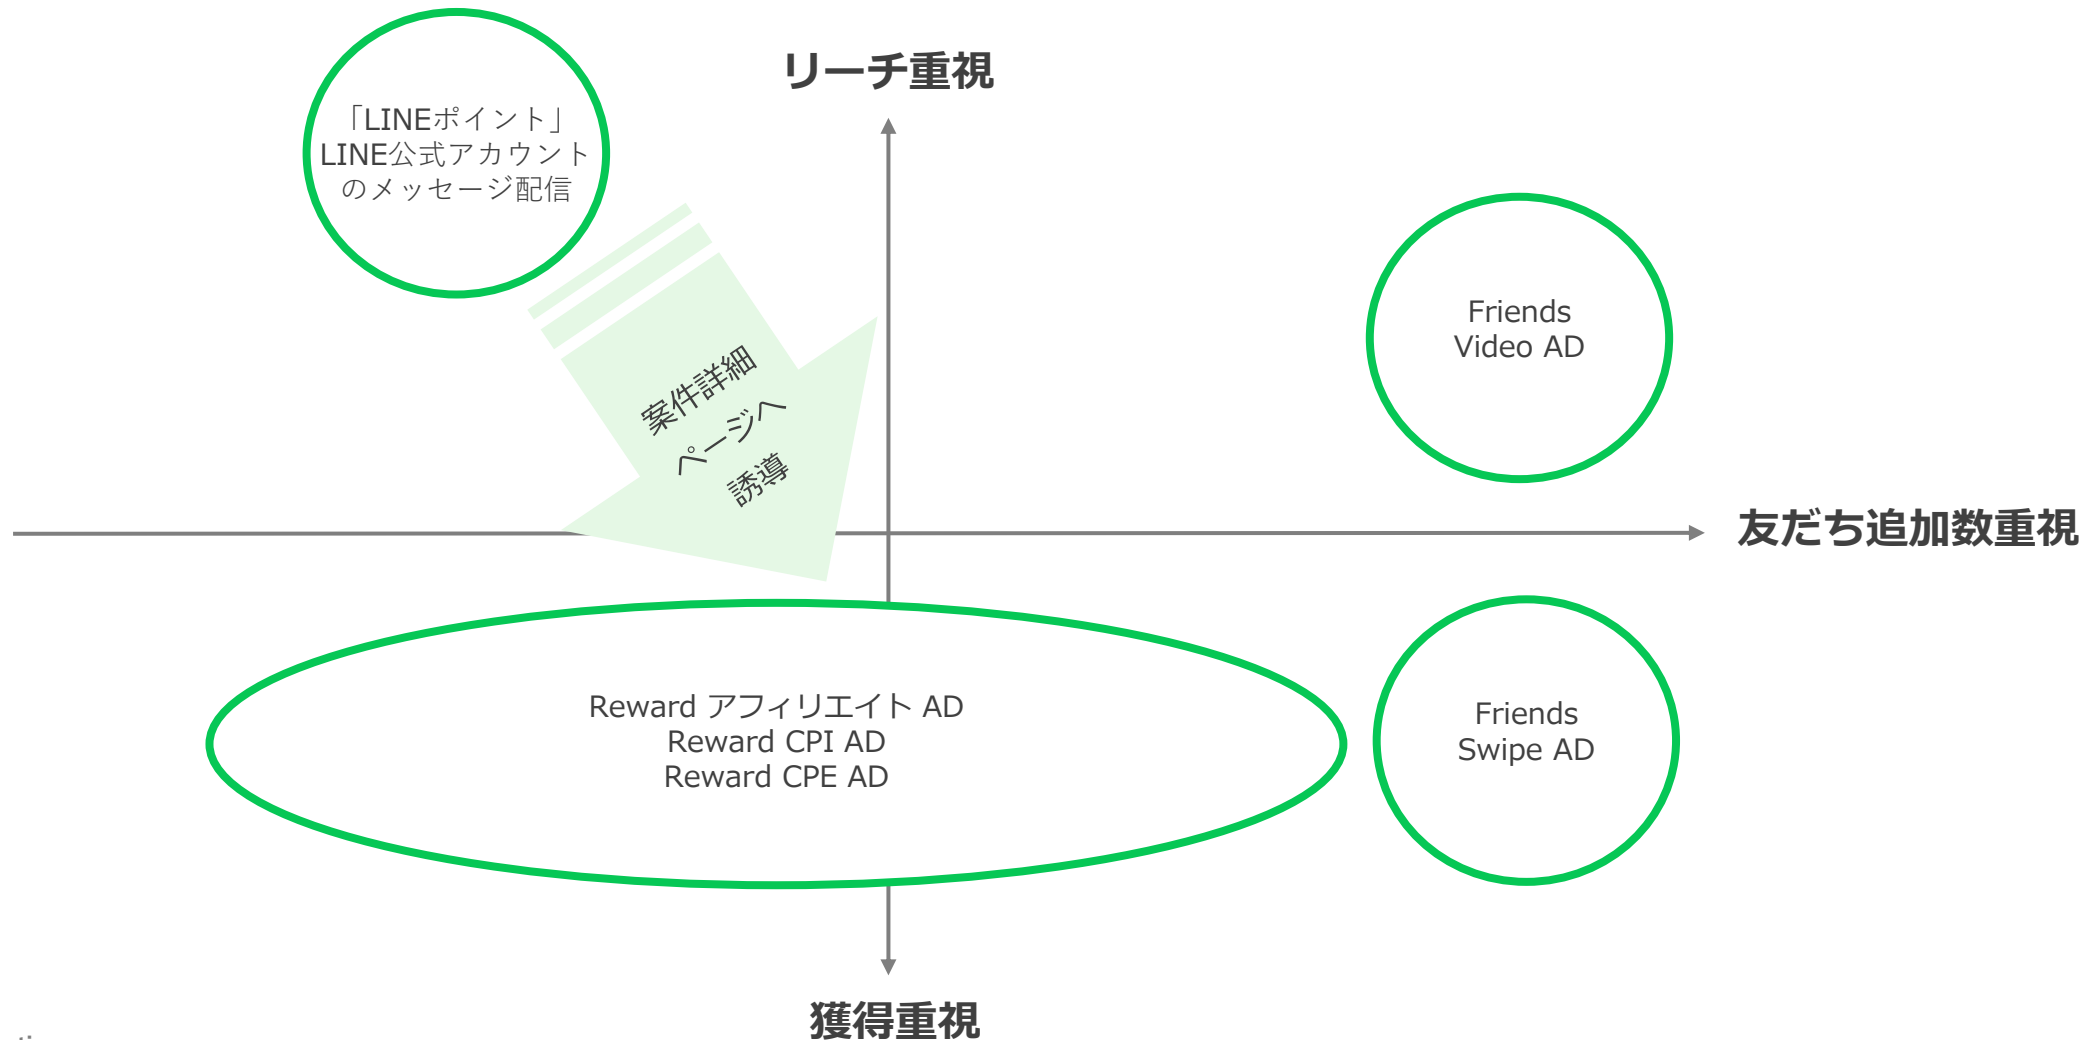 リーチ重視
「LINEポイント」
LINE公式アカウント
のメッセージ配信
Friends
Video AD
案件詳細
ページへ
誘導
友だち追加数重視
Reward アフィリエイト AD
Reward CPI AD
Reward CPE AD
Friends
Swipe AD
獲得重視